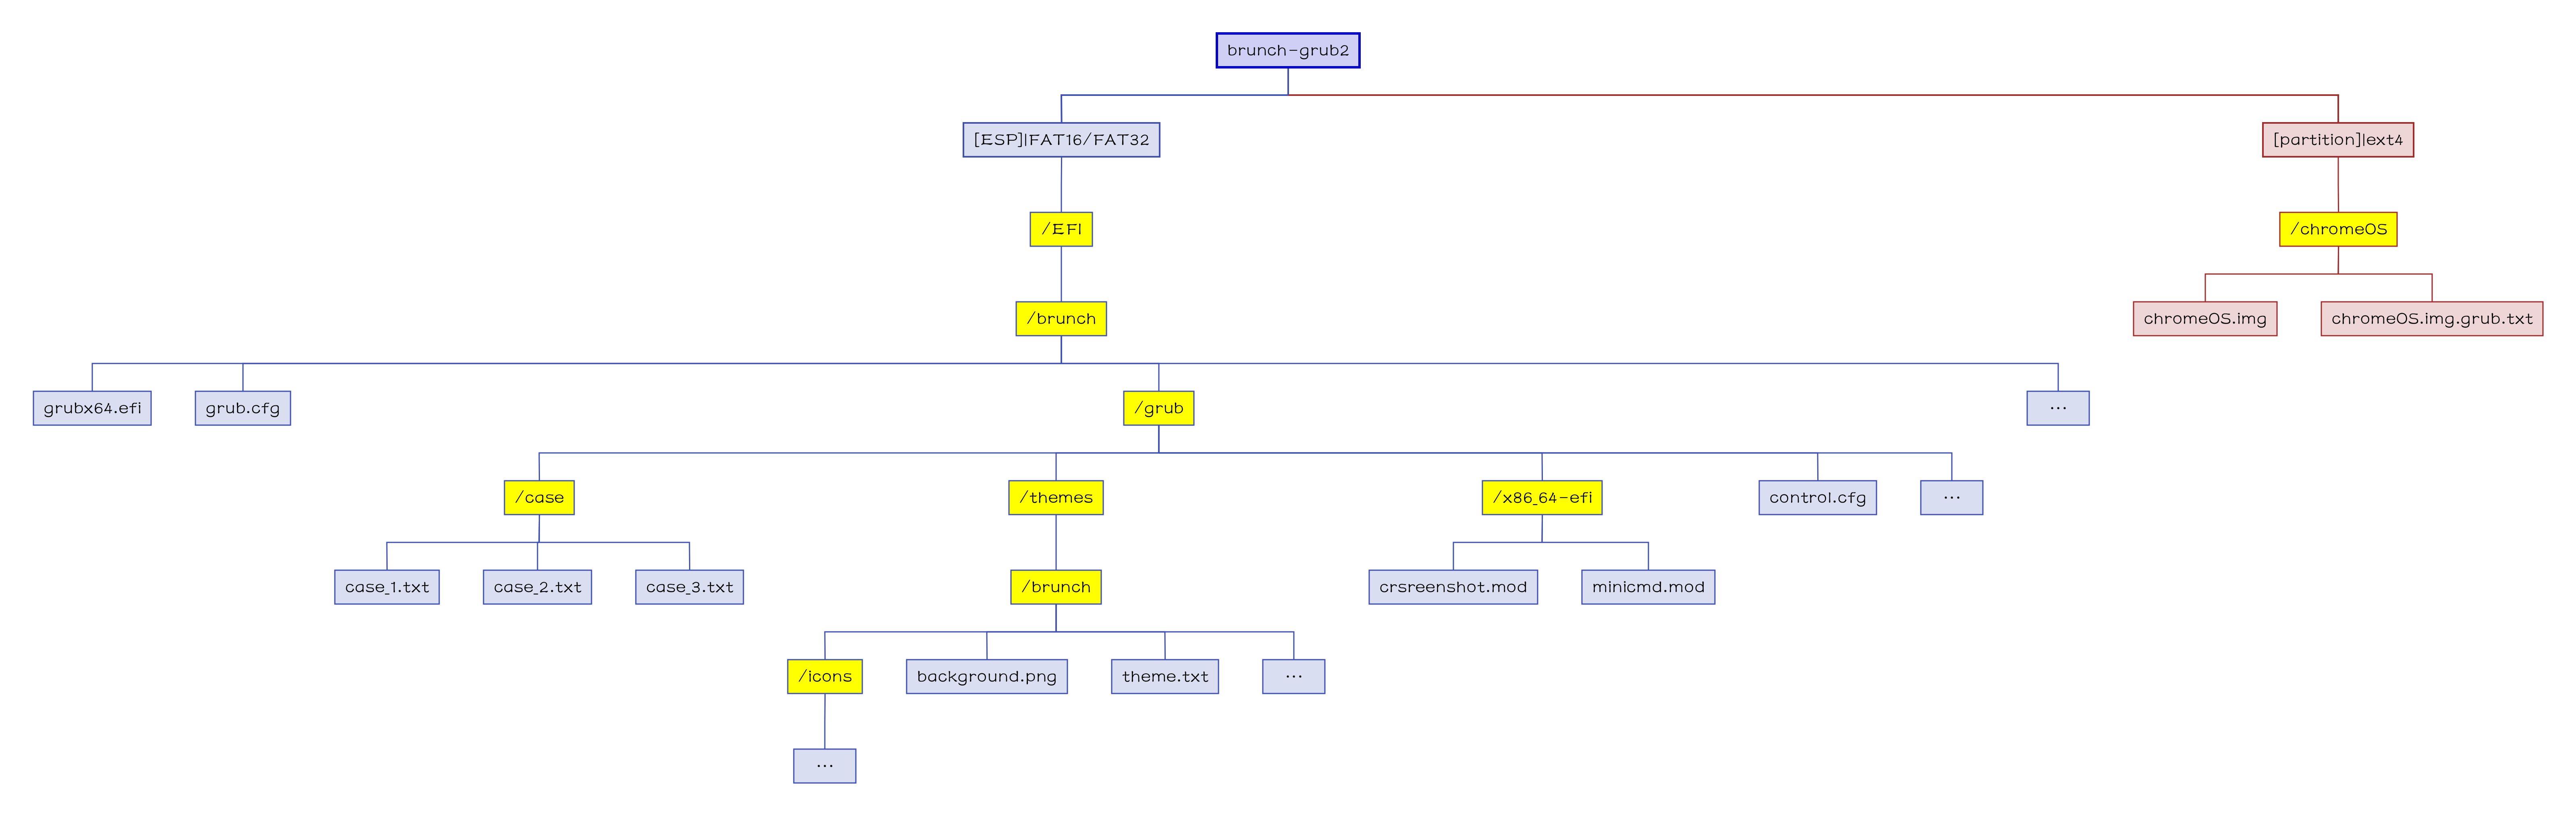 brunch-grub2
[ESP]|FAT16/FAT32
[partition]|ext4
/EFI
/chromeOS
/brunch
chromeOS.img
chromeOS.img.grub.txt
grubx64.efi
grub.cfg
/grub
...
/case
/themes
/x86_64-efi
control.cfg
...
case_1.txt
case_2.txt
case_3.txt
/brunch
crsreenshot.mod
minicmd.mod
/icons
background.png
theme.txt
...
...